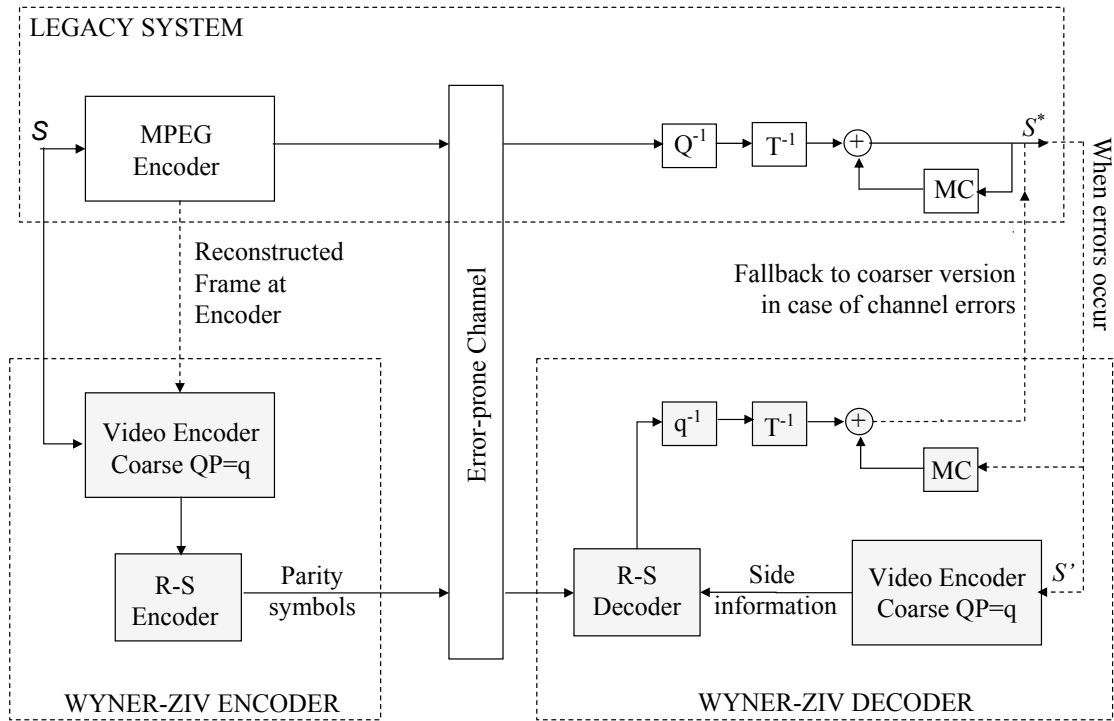 LEGACY SYSTEM
S
MPEG
Encoder
Q⁻¹
T⁻¹
+
S*
MC
When errors occur
Reconstructed
Frame at
Encoder
Error-prone Channel
Fallback to coarser version
in case of channel errors
Video Encoder
Coarse QP=q
q⁻¹
T⁻¹
+
MC
R-S
Encoder
Parity
symbols
R-S
Decoder
Side
information
Video Encoder
Coarse QP=q
S'
WYNER-ZIV ENCODER
WYNER-ZIV DECODER